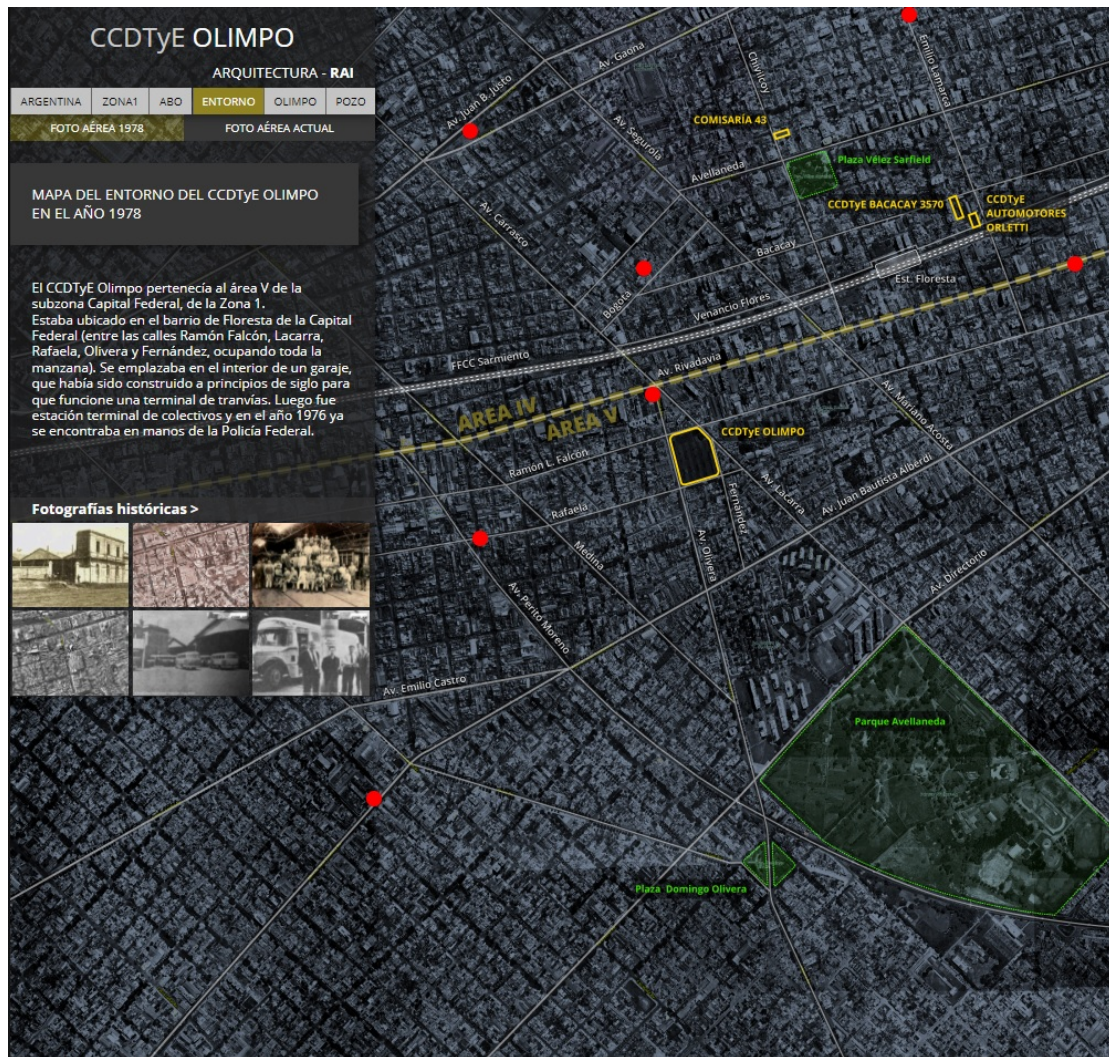 CCDTyE OLIMPO
ARQUITECTURA - RAI
ARGENTINA
ZONA1
ABO
ENTORNO
OLIMPO
POZO
FOTO AÉREA 1978
FOTO AÉREA ACTUAL
MAPA DEL ENTORNO DEL CCDTyE OLIMPO
EN EL AÑO 1978
El CCDTyE Olimpo pertenecía al área V de la
subzona Capital Federal, de la Zona 1.
Estaba ubicado en el barrio de Floresta de la Capital
Federal (entre las calles Ramón Falcón, Lacarra,
Rafaela, Olivera y Fernández, ocupando toda la
manzana). Se emplazaba en el interior de un garaje,
que había sido construido a principios de siglo para
que funcione una terminal de tranvías. Luego fue
estación terminal de colectivos y en el año 1976 ya
se encontraba en manos de la Policía Federal.
Fotografías históricas >
Av. Juan B. Justo
Av. Gaona
Chivilcoy
Emilio Lamarca
Av. Segurola
COMISARÍA 43
Avellaneda
Plaza Vélez Sarfield
Av. Carrasco
CCDTyE BACACAY 3570
CCDTyE
AUTOMOTORES
ORLETTI
Bacacay
Est. Floresta
Bogota
Venancio Flores
FFCC Sarmiento
Av. Rivadavia
AREA IV
ÁREA V
Av. Mariano Acosta
CCDTyE OLIMPO
Ramón L. Falcón
Av. Lacarra
Fernández
Av. Juan Bautista Alberdi
Rafaela
Medina
Av. Olivera
Av. Directorio
Av. Perito Moreno
Av. Emilio Castro
Parque Avellaneda
Plaza Domingo Olivera